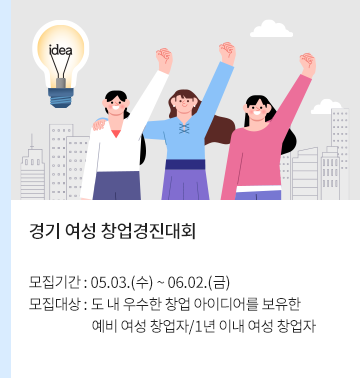 idea
경기 여성 창업경진대회
모집기간 : 05.03.(수) ~ 06.02.(금)
모집대상 : 도 내 우수한 창업 아이디어를 보유한
예비 여성 창업자/1년 이내 여성 창업자